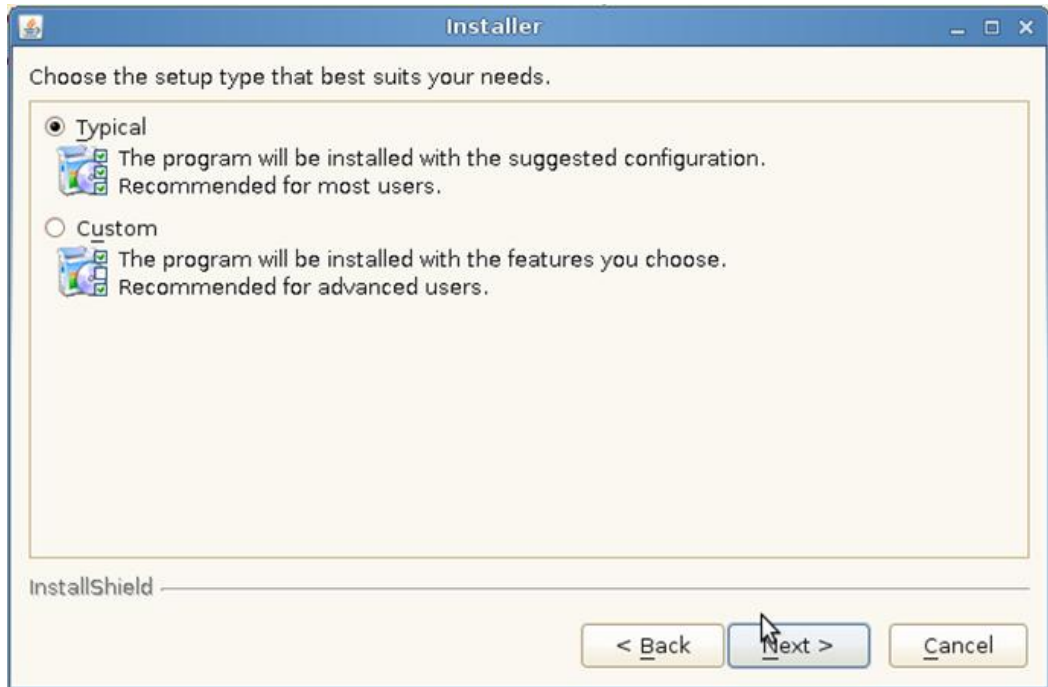 Installer
Choose the setup type that best suits your needs.
Typical
The program will be installed with the suggested configuration.
Recommended for most users.
Custom
The program will be installed with the features you choose.
Recommended for advanced users.
InstallShield
< Back
Next >
Cancel